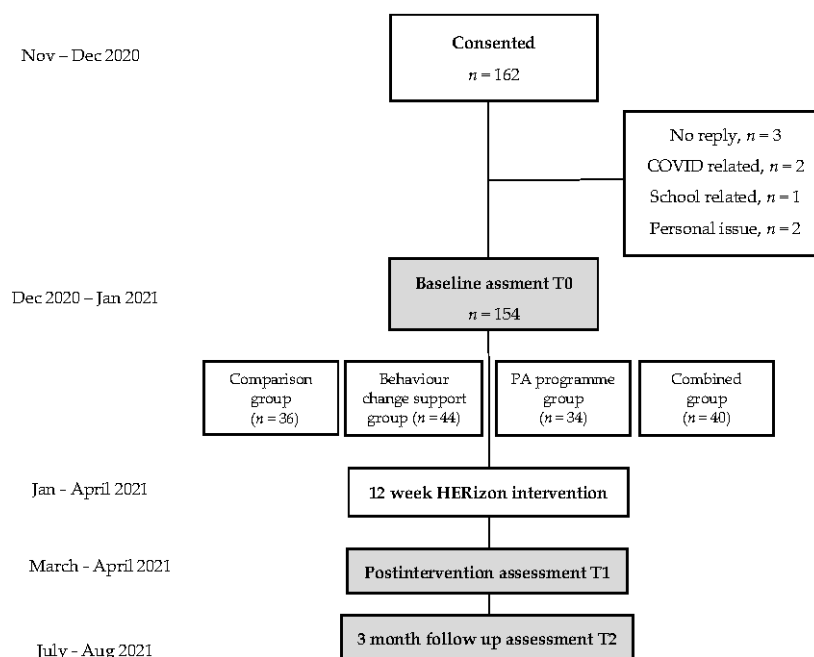 Nov – Dec 2020
Consented
n = 162
No reply, n = 3
COVID related, n = 2
School related, n = 1
Personal issue, n = 2
Dec 2020 – Jan 2021
Baseline assment T0
n = 154
Comparison
group
(n = 36)
Behaviour
change support
group (n = 44)
PA programme
group
(n = 34)
Combined
group
(n = 40)
Jan - April 2021
12 week HERizon intervention
March - April 2021
Postintervention assessment T1
July - Aug 2021
3 month follow up assessment T2